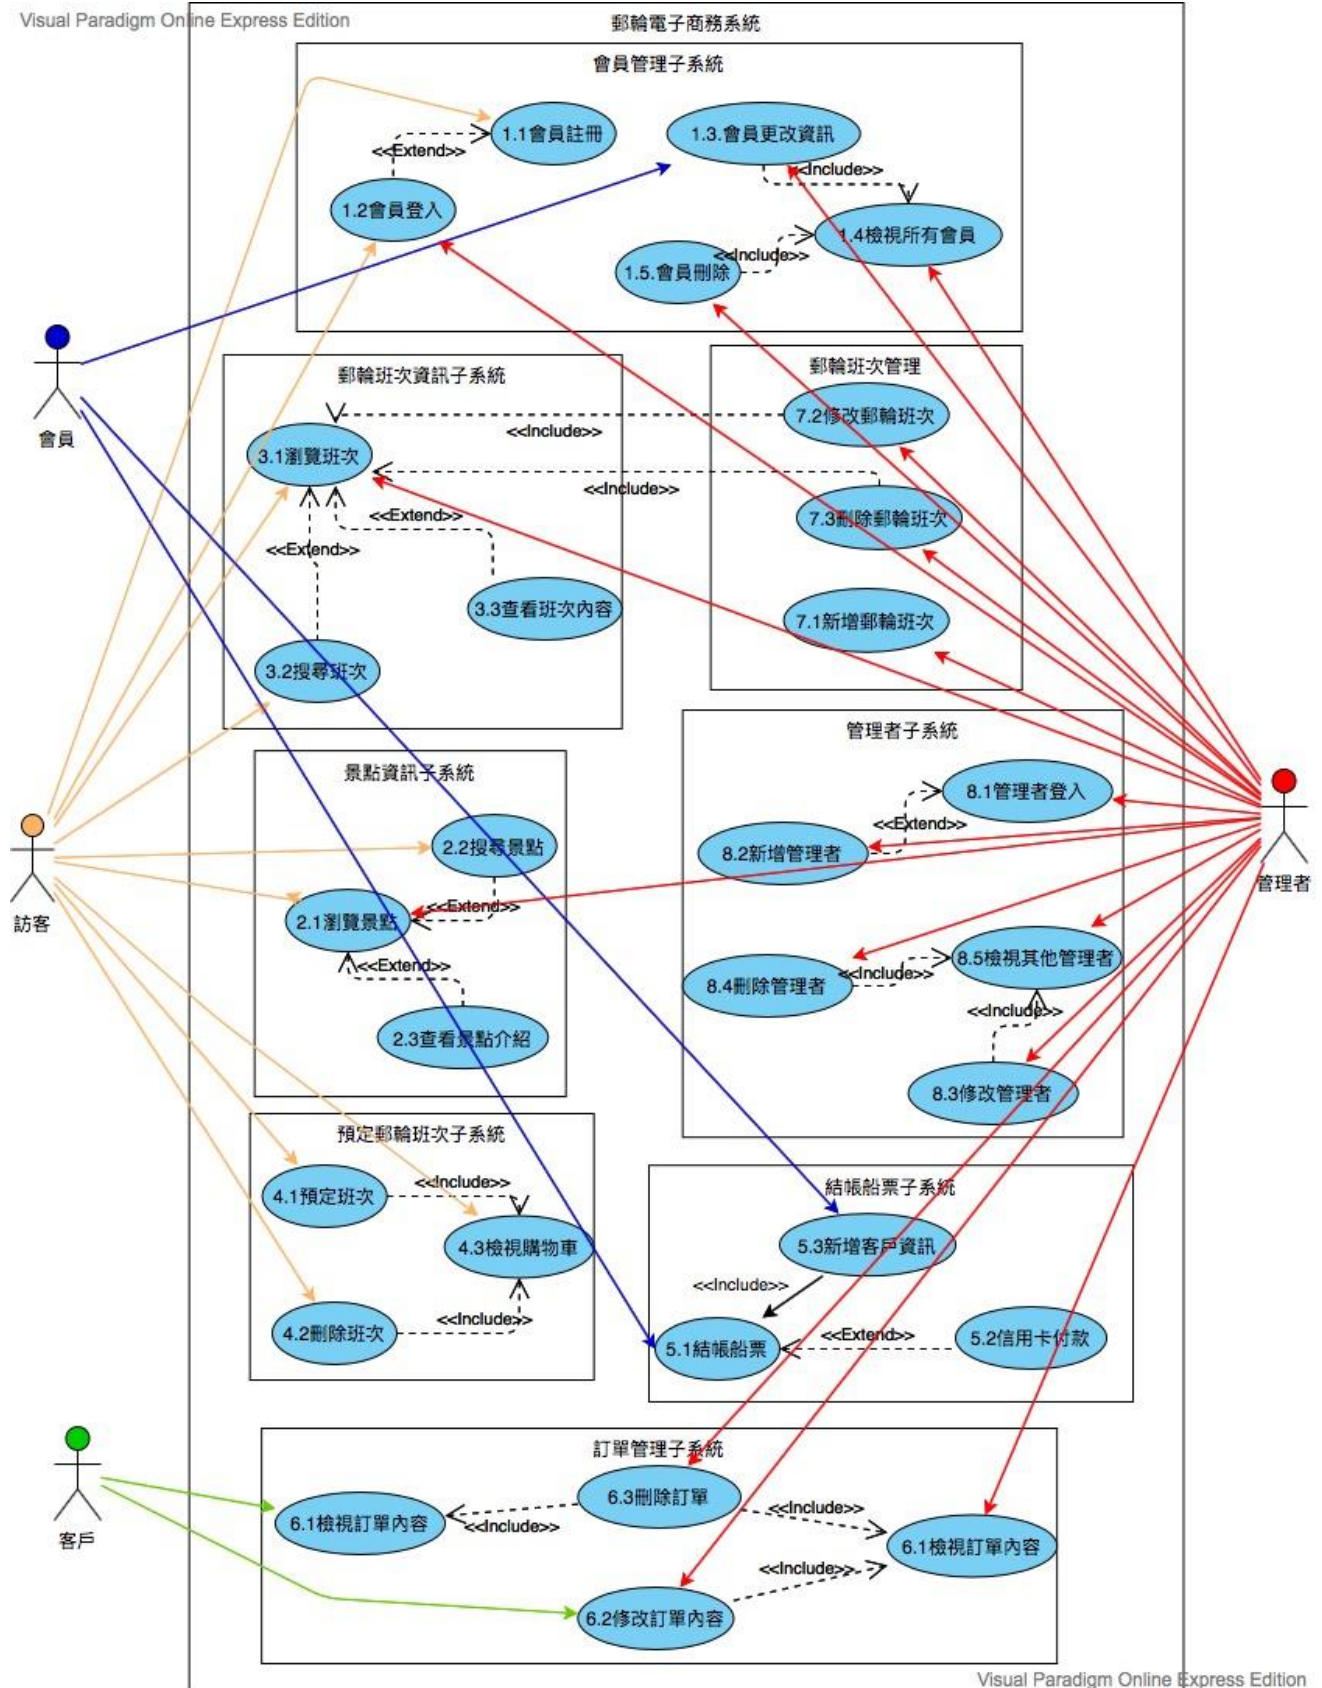 Visual Paradigm Online Express Edition
郵輪電子商務系統
會員管理子系統
1.1會員註冊
1.3.會員更改資訊
<<Extend>>
<<Include>>
1.2會員登入
1.4檢視所有會員
<<Include>>
1.5.會員刪除
會員
郵輪班次資訊子系統
郵輪班次管理
7.2修改郵輪班次
<<Include>>
3.1瀏覽班次
<<Include>>
<<Extend>>
7.3刪除郵輪班次
<<Extend>>
3.3查看班次內容
7.1新增郵輪班次
3.2搜尋班次
管理者子系統
景點資訊子系統
8.1管理者登入
<<Extend>>
2.2搜尋景點
8.2新增管理者
管理者
訪客
<<Extend>>
2.1瀏覽景點
8.5檢視其他管理者
<<Extend>>
<<Include>>
8.4刪除管理者
<<Include>>
2.3查看景點介紹
8.3修改管理者
預定郵輪班次子系統
<<Include>>
結帳船票子系統
4.1預定班次
4.3檢視購物車
5.3新增客戶資訊
<<Include>>
<<Include>>
4.2刪除班次
<<Extend>>
5.2信用卡付款
5.1結帳船票
訂單管理子系統
6.3刪除訂單
<<Include>>
6.1檢視訂單內容
<<Include>>
客戶
6.1檢視訂單內容
<<Include>>
6.2修改訂單內容
Visual Paradigm Online Express Edition